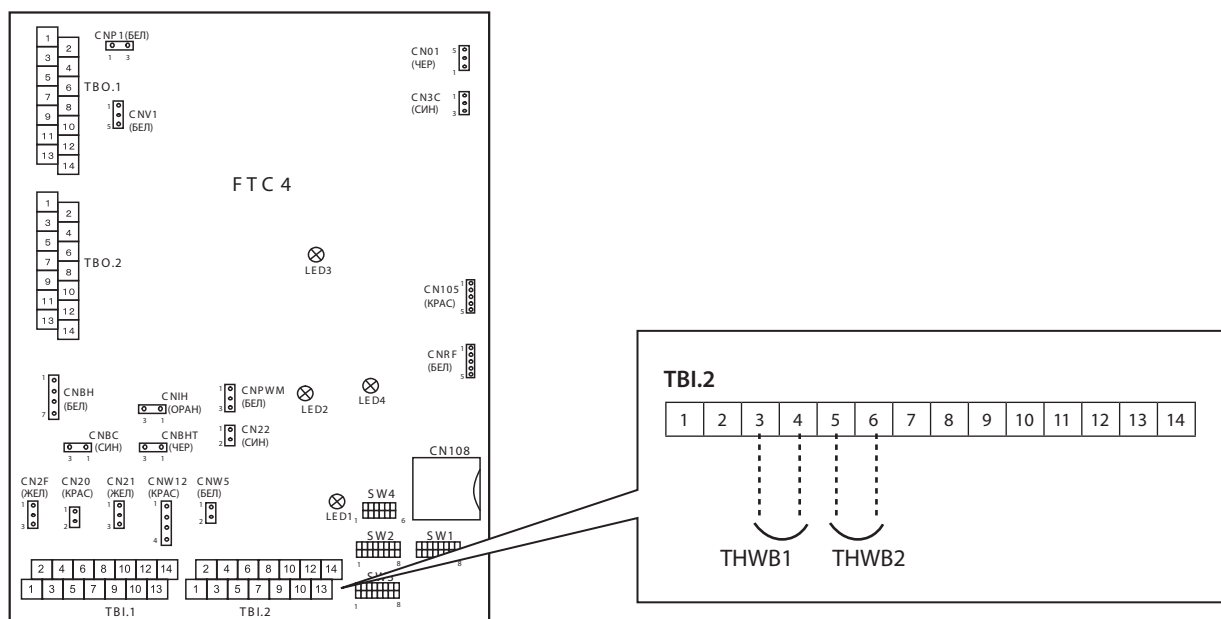 CNP1(БЕЛ)
1 3
1
2
3
4
5
6
7
8
9
10
11
12
13
14
TBO.1
1
5
CNV1
(БЕЛ)
CN01
(ЧЕР)
5
1
CN3C
(СИН)
1
3
FTC4
1
2
3
4
5
6
7
8
9
10
11
12
13
14
TBO.2
LED3
CN105
(КРАС)
1
5
CNRF
(БЕЛ)
1
5
1
7
CNBH
(БЕЛ)
CNIH
(ОРАН)
3 1
1
3
CNPWM
(БЕЛ)
LED2
LED4
CNBC
(СИН)
3 1
CNBHT
(ЧЕР)
3 1
1
2
CN22
(СИН)
CN108
CN2F
(ЖЕЛ)
1
3
CN20
(КРАС)
1
2
CN21
(ЖЕЛ)
1
3
CNW12
(КРАС)
1
4
CNW5
(БЕЛ)
1
2
LED1
SW4
1 6
SW2
1 8
SW1
8
1 8
2 4 6 8 10 12 14
1 3 5 7 9 10 13
TBI.1
2 4 6 8 10 12 14
1 3 5 7 9 10 13
TBI.2
TBI.2
1 2 3 4 5 6 7 8 9 10 11 12 13 14
THWB1 THWB2